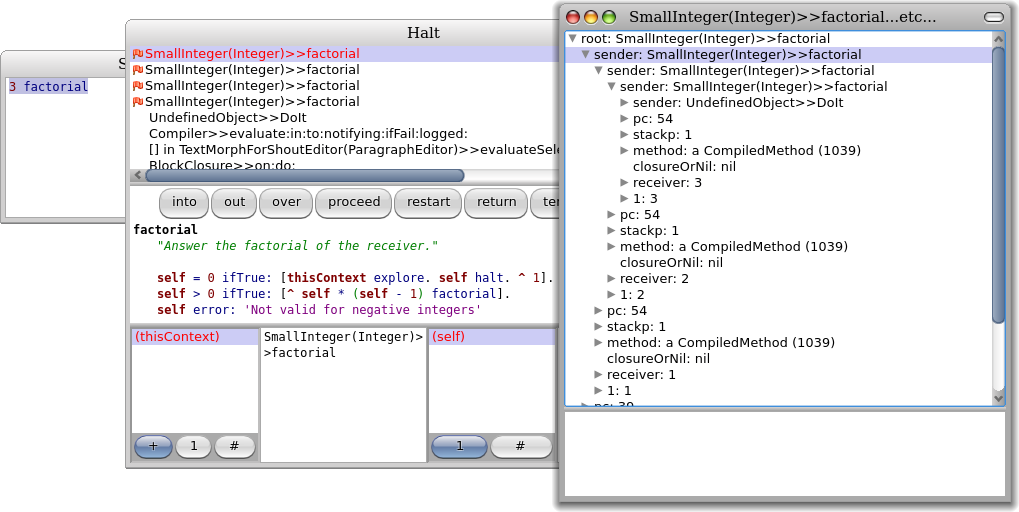 S
3 factorial
Halt
SmallInteger(Integer)>>factorial
SmallInteger(Integer)>>factorial
SmallInteger(Integer)>>factorial
SmallInteger(Integer)>>factorial
UndefinedObject>>DoIt
Compiler>>evaluate:in:to:notifying:ifFail:logged:
[] in TextMorphForShoutEditor(ParagraphEditor)>>evaluateSele
BlockClosure>>on:do:
into out over proceed restart return ter
factorial
"Answer the factorial of the receiver."
self = 0 ifTrue: [thisContext explore. self halt. ^ 1].
self > 0 ifTrue: [^ self * (self - 1) factorial].
self error: 'Not valid for negative integers'
(thisContext)
+ 1 #
SmallInteger(Integer)>
>factorial
(self)
1 #
SmallInteger(Integer)>>factorial...etc...
root: SmallInteger(Integer)>>factorial
sender: SmallInteger(Integer)>>factorial
sender: SmallInteger(Integer)>>factorial
sender: SmallInteger(Integer)>>factorial
sender: UndefinedObject>>DoIt
pc: 54
stackp: 1
method: a CompiledMethod (1039)
closureOrNil: nil
receiver: 3
1: 3
pc: 54
stackp: 1
method: a CompiledMethod (1039)
closureOrNil: nil
receiver: 2
1: 2
pc: 54
stackp: 1
method: a CompiledMethod (1039)
closureOrNil: nil
receiver: 1
1: 1
pc: 39